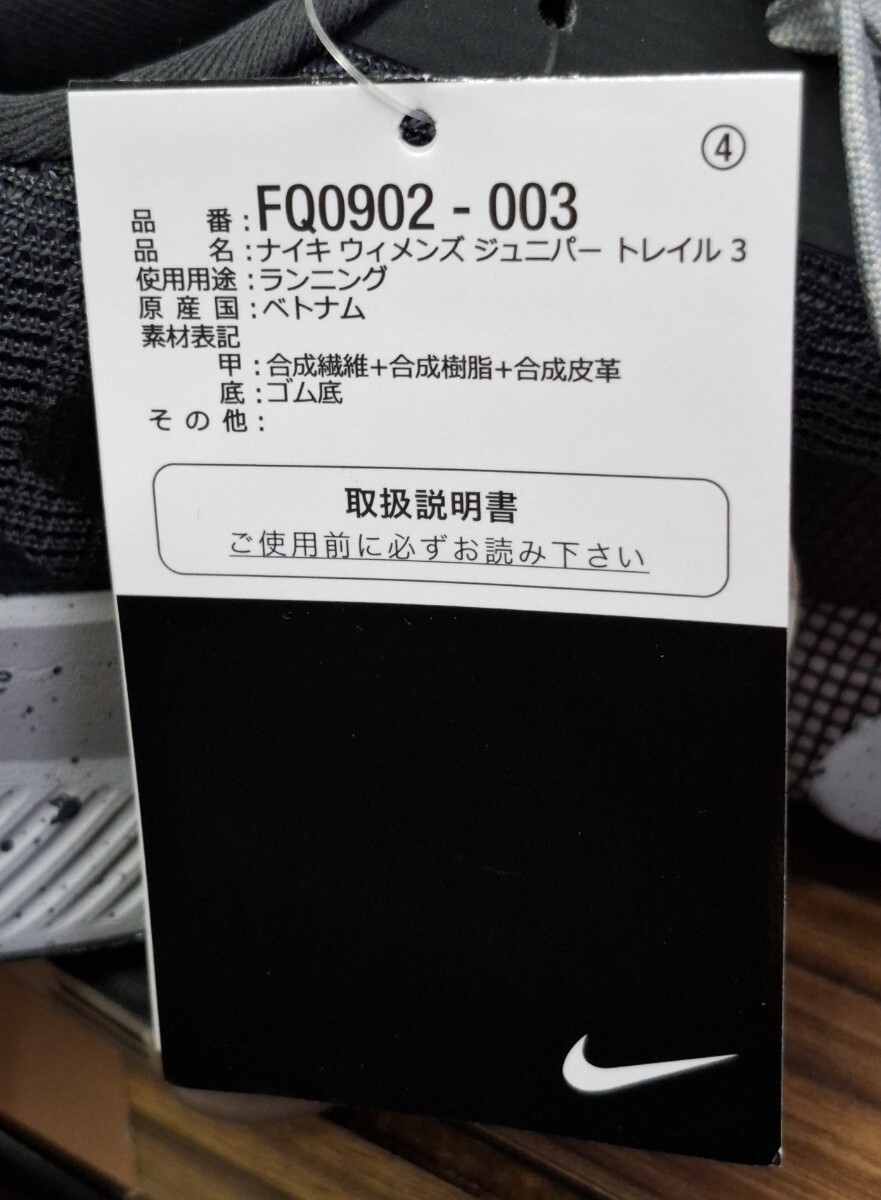 ④
品番:FQ0902-003
品名:ナイキ ウィメンズ ジュニパー トレイル 3
使用用途:ランニング
原産国:ベトナム
素材表記
甲:合成繊維+合成樹脂+合成皮革
底:ゴム底
その他:
取扱説明書
ご使用前に必ずお読み下さい